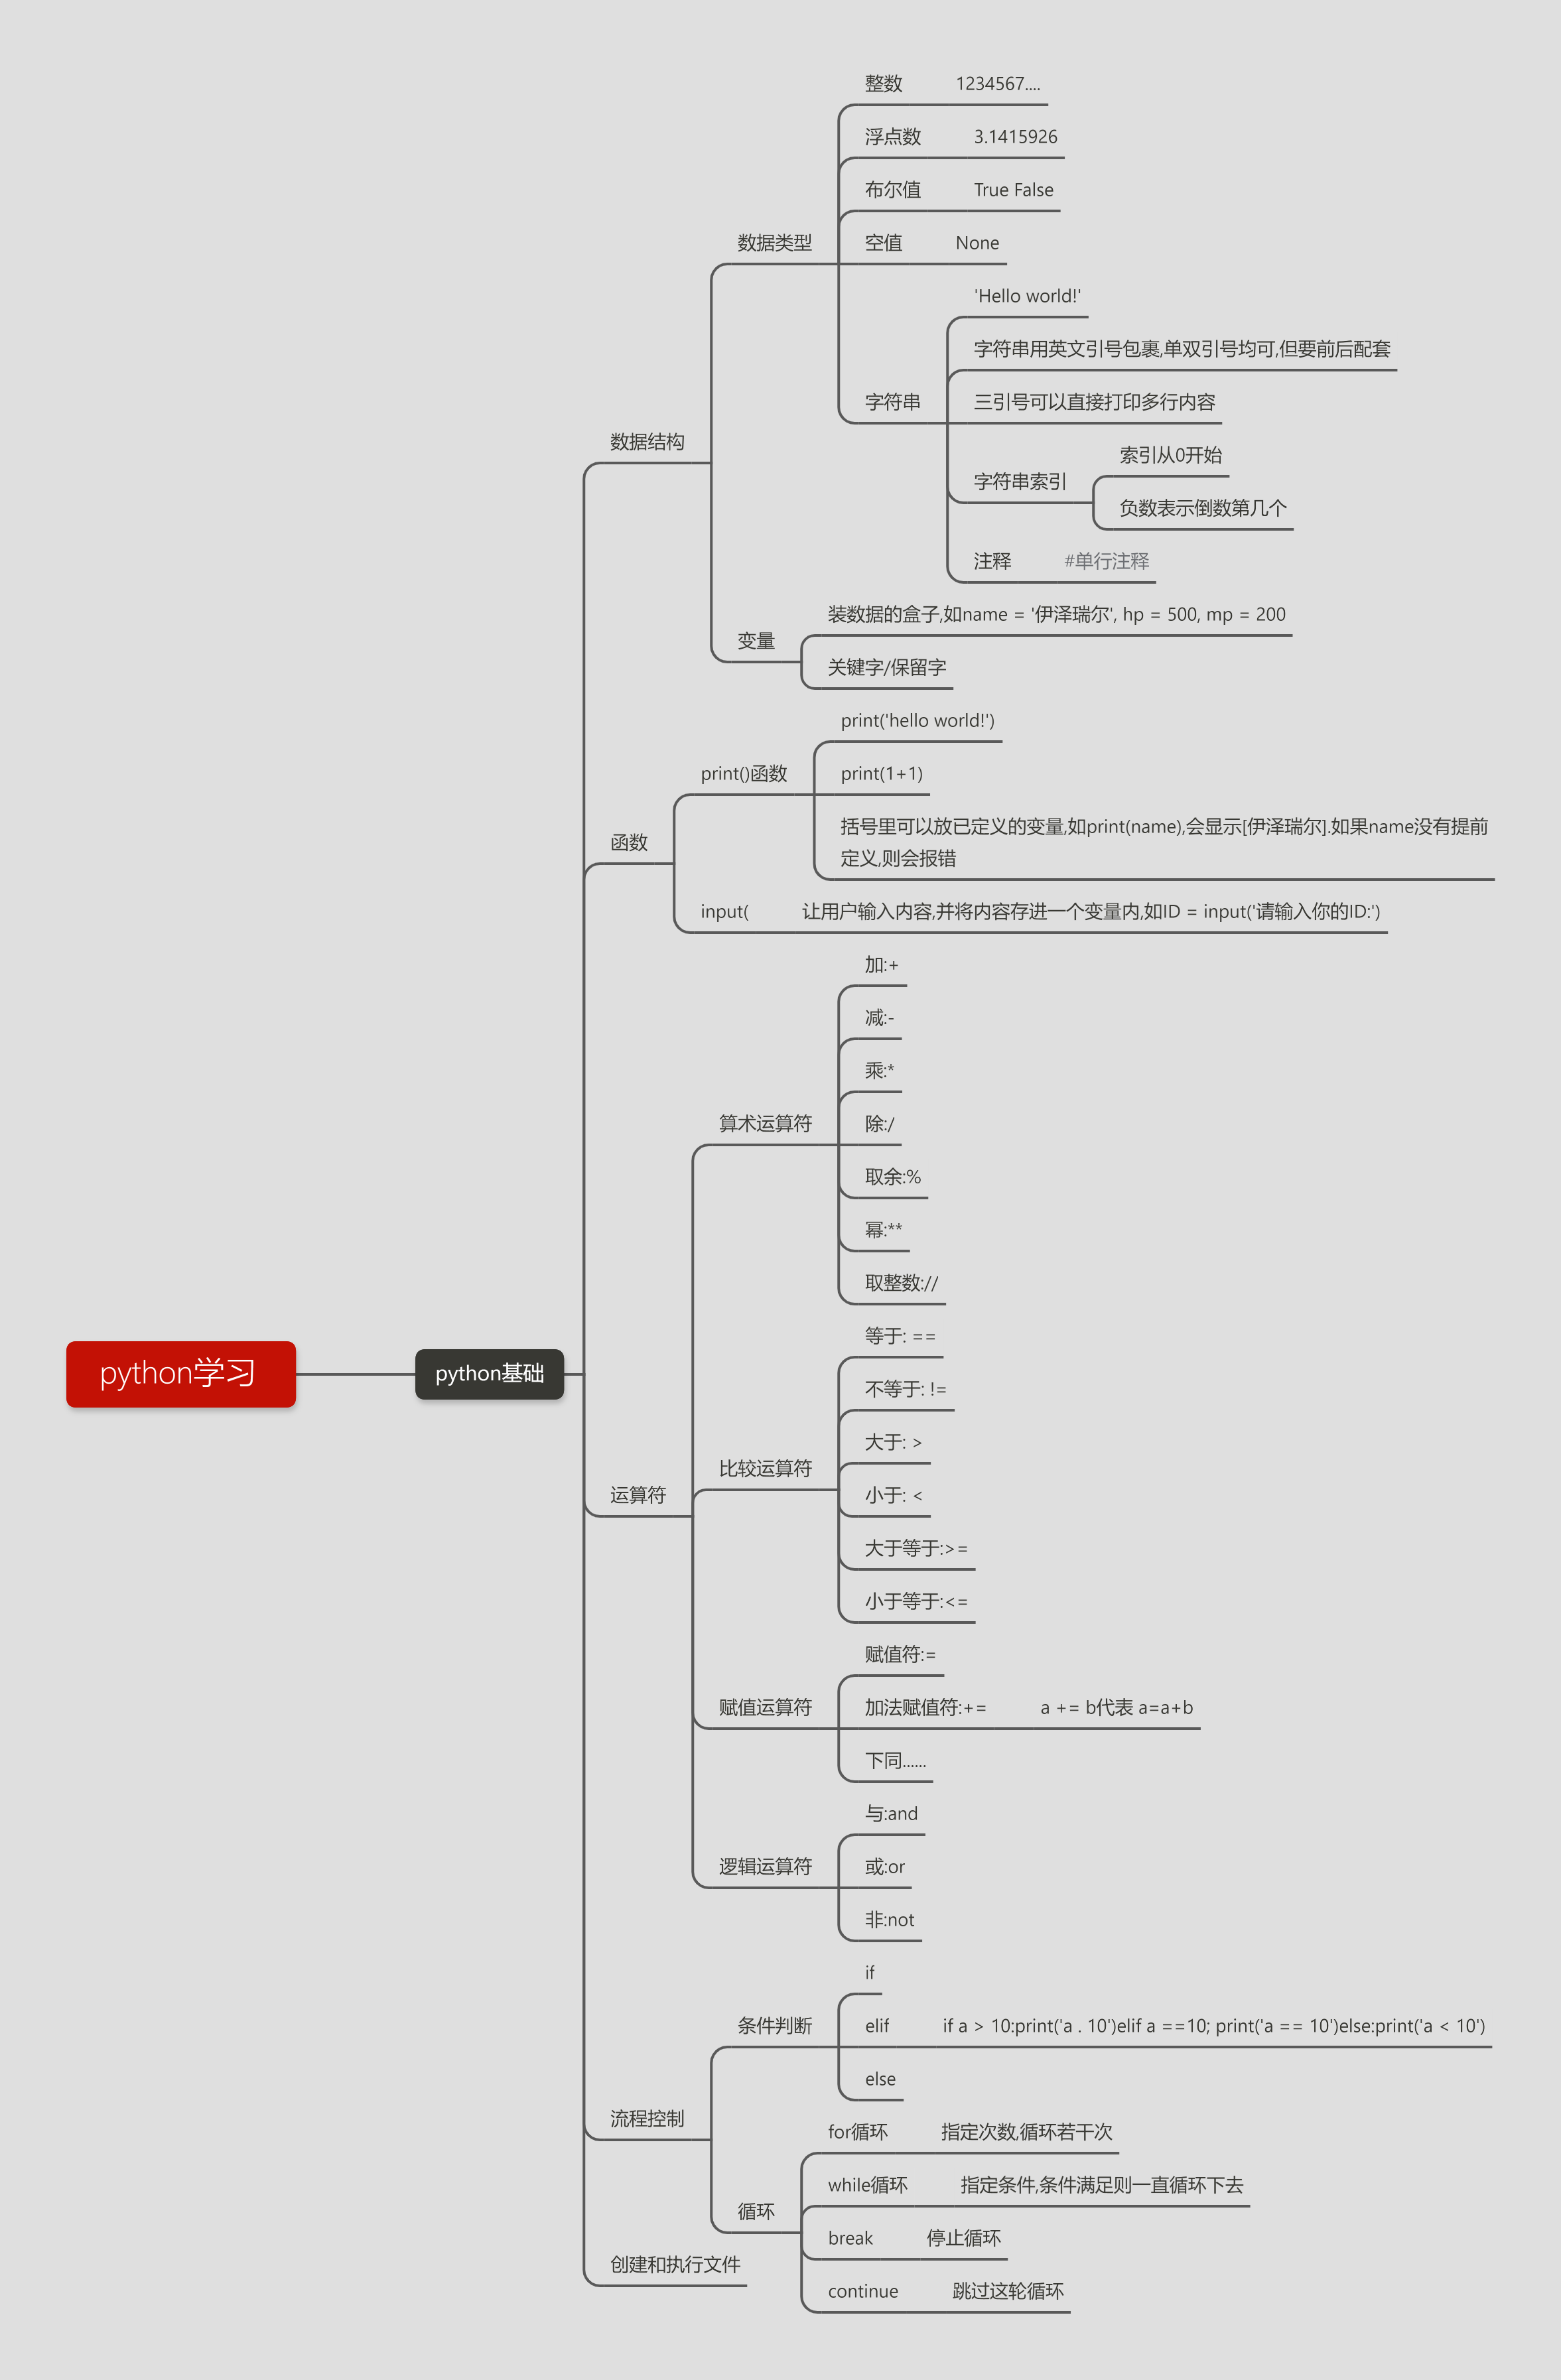 整数 1234567....
浮点数 3.1415926
布尔值 True False
数据类型
空值 None
'Hello world!'
字符串用英文引号包裹,单双引号均可,但要前后配套
字符串
三引号可以直接打印多行内容
数据结构
索引从0开始
字符串索引
负数表示倒数第几个
注释 #单行注释
装数据的盒子,如name = '伊泽瑞尔', hp = 500, mp = 200
变量
关键字/保留字
print('hello world!')
print()函数
print(1+1)
括号里可以放已定义的变量,如print(name),会显示[伊泽瑞尔].如果name没有提前
定义,则会报错
函数
input( 让用户输入内容,并将内容存进一个变量内,如ID = input('请输入你的ID:')
加:+
减:-
乘:*
算术运算符
除:/
取余:%
幂:**
取整数://
等于: ==
python学习
python基础
不等于: !=
大于: >
比较运算符
运算符
小于: <
大于等于:>=
小于等于:<=
赋值符:=
赋值运算符
加法赋值符:+= a += b代表 a=a+b
下同......
与:and
逻辑运算符
或:or
非:not
if
条件判断
elif if a > 10:print('a . 10')elif a ==10; print('a == 10')else:print('a < 10')
else
流程控制
for循环 指定次数,循环若干次
while循环 指定条件,条件满足则一直循环下去
循环
break 停止循环
continue 跳过这轮循环
创建和执行文件